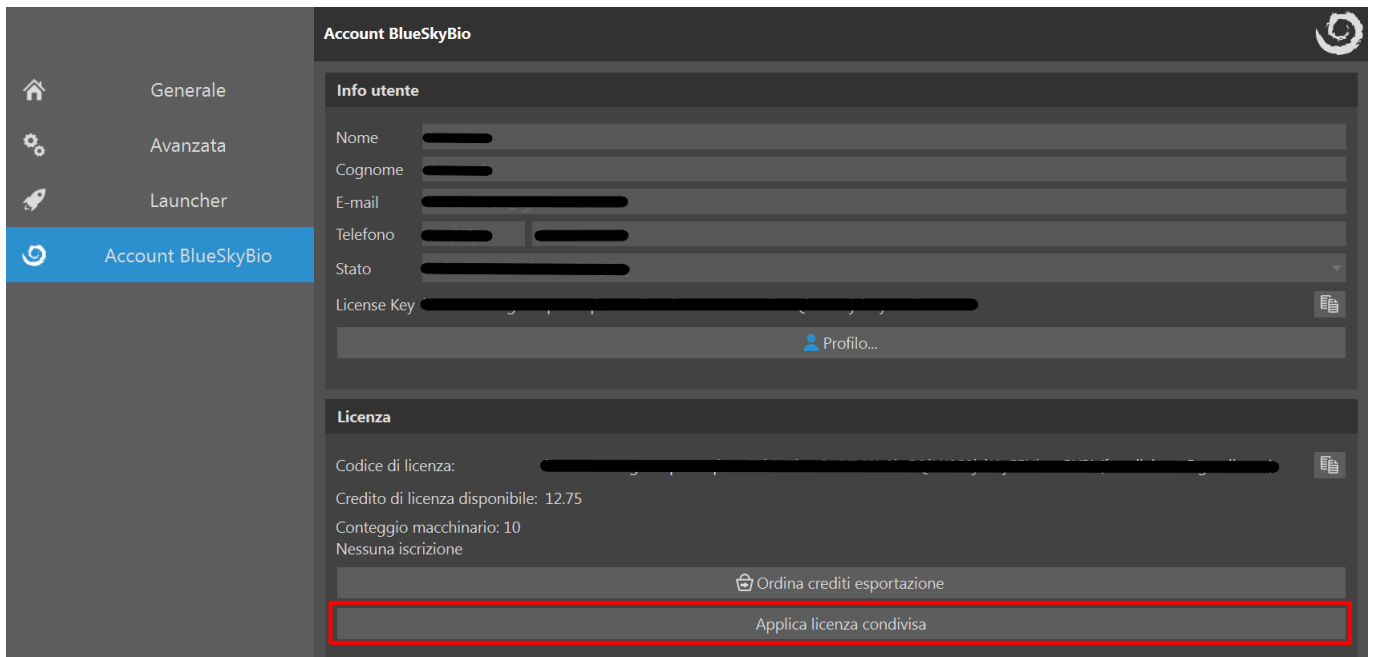 Account BlueSkyBio
Generale
Avanzata
Launcher
Account BlueSkyBio
Info utente
Nome
Cognome
E-mail
Telefono
Stato
License Key
Profilo...
Licenza
Codice di licenza:
Credito di licenza disponibile: 12.75
Conteggio macchinario: 10
Nessuna iscrizione
Ordina crediti esportazione
Applica licenza condivisa